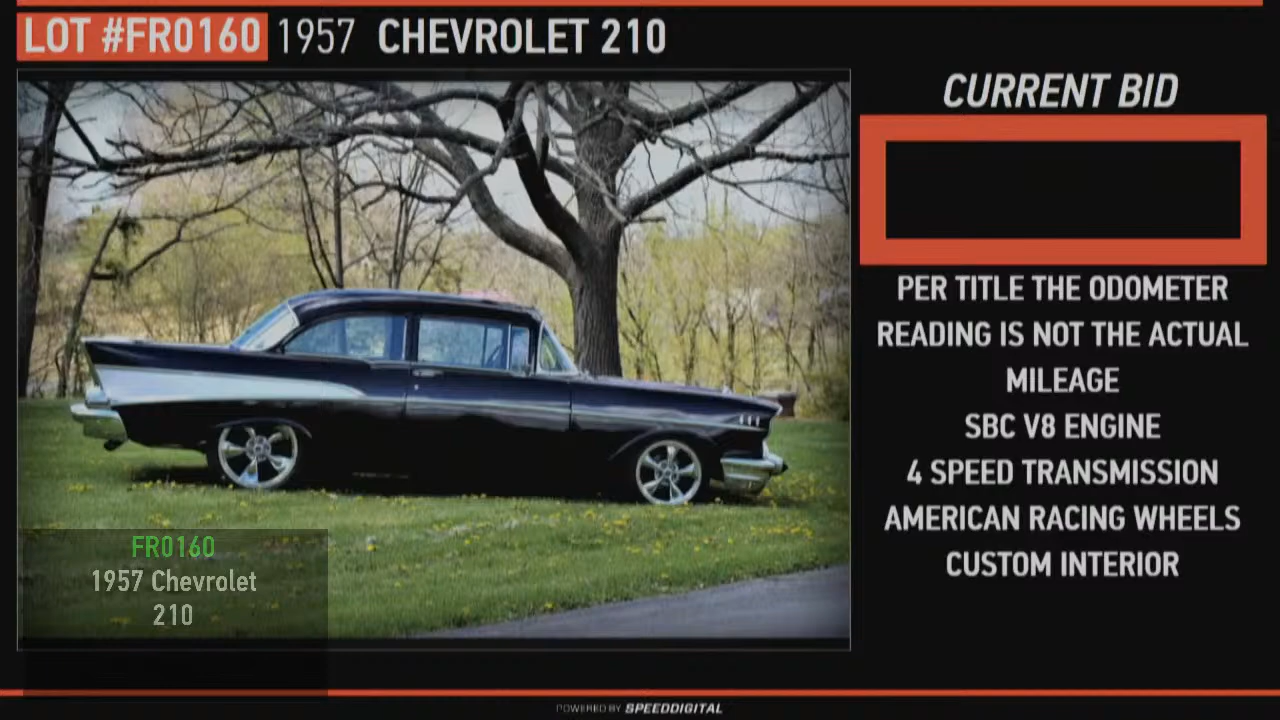 LOT #FR0160 1957 CHEVROLET 210
CURRENT BID
PER TITLE THE ODOMETER
READING IS NOT THE ACTUAL
MILEAGE
SBC V8 ENGINE
4 SPEED TRANSMISSION
AMERICAN RACING WHEELS
CUSTOM INTERIOR
FR0160
1957 Chevrolet
210
POWERED BY SPEEDDIGITAL